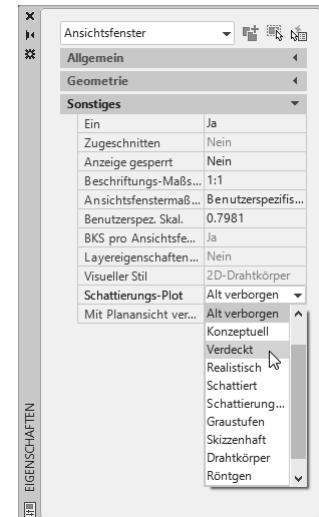 Ansichtsfenster
Allgemein
Geometrie
Sonstiges
Ein Ja
Zugeschnitten Nein
Anzeige gesperrt Nein
Beschriftungs-Maßs... 1:1
Ansichtsfenstermaß... Benutzerspezifis...
Benutzerspez. Skal. 0.7981
BKS pro Ansichtsfe... Ja
Layereigenschaften... Nein
Visueller Stil 2D-Drahtkörper
Schattierungs-Plot Alt verborgen
Mit Planansicht ver... Alt verborgen
Konzeptuell
Verdeckt
Realistisch
Schattiert
Schattierung...
Graustufen
Skizzenhaft
Drahtkörper
Röntgen
EIGENSCHAFTEN